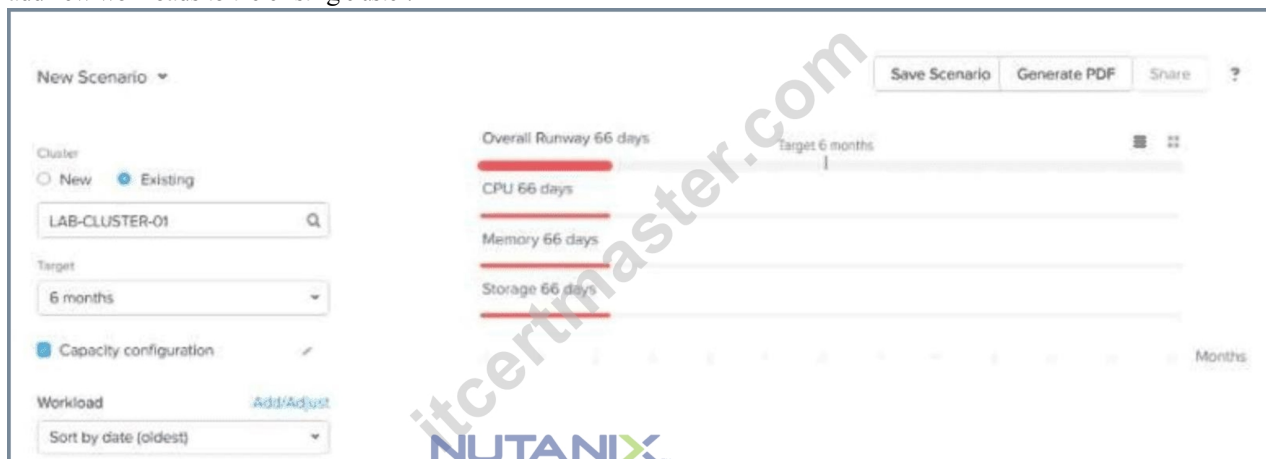 New Scenario
Save Scenario Generate PDF Share ?
Cluster
New Existing
LAB-CLUSTER-01
Target
6 months
Capacity configuration
Workload Add/Adjust
Sort by date (oldest)
Overall Runway 66 days
Target 6 months
CPU 66 days
Memory 66 days
Storage 66 days
Months
itcertmaster.com
NUTANIX